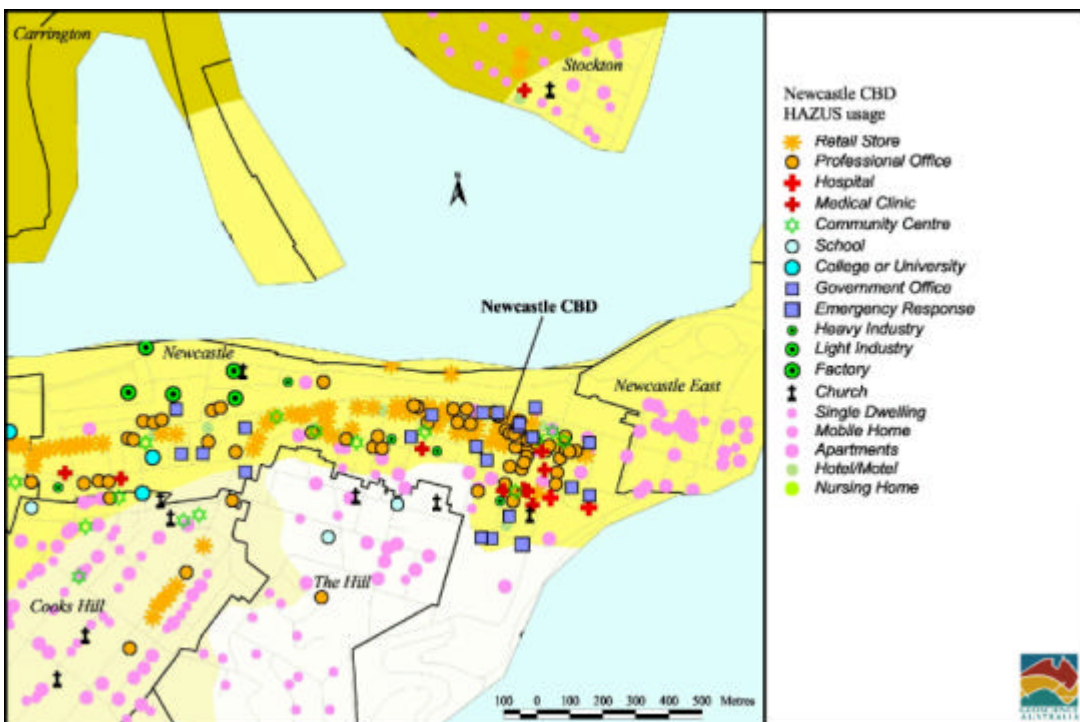 Carrington
Stockton
N
Newcastle CBD
Newcastle
Newcastle East
The Hill
Cooks Hill
100 0 100 200 300 400 500 Metres
Newcastle CBD
HAZUS usage
Retail Store
Professional Office
Hospital
Medical Clinic
Community Centre
School
College or University
Government Office
Emergency Response
Heavy Industry
Light Industry
Factory
Church
Single Dwelling
Mobile Home
Apartments
Hotel/Motel
Nursing Home
AUSTRALIA